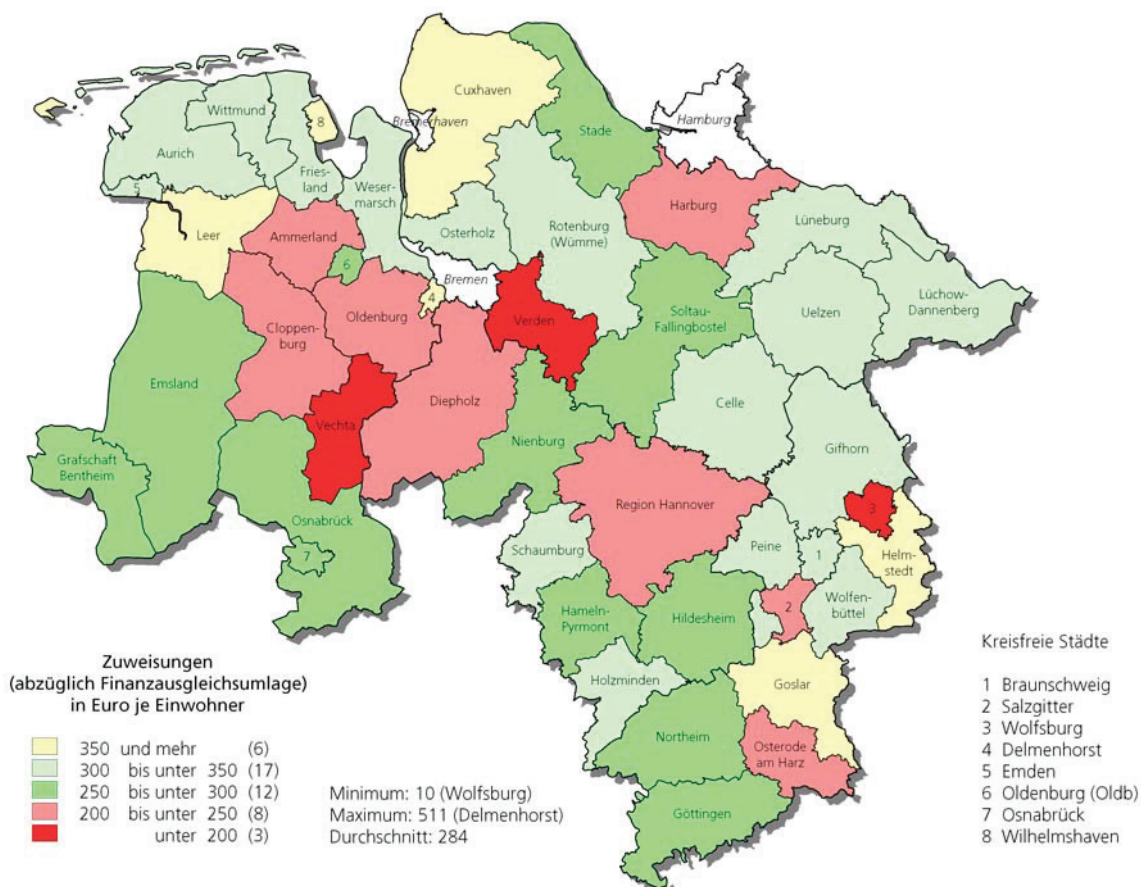 Cuxhaven
Bremerhaven
Hamburg
Stade
Wittmund
8
Aurich
5
Fries-
land
Weser-
marsch
Harburg
Lüneburg
Leer
Ammerland
Osterholz
Rotenburg
(Wümme)
6
Bremen
4
Oldenburg
Verden
Soltau-
Fallingbostel
Uelzen
Lüchow-
Dannenberg
Cloppen-
burg
Emsland
Vechta
Diepholz
Celle
Nienburg
Gifhorn
Grafschaft
Bentheim
Region Hannover
3
Osnabrück
7
Schaumburg
Peine
1
Helm-
stedt
2
Wolfen-
büttel
Hameln-
Pyrmont
Hildesheim
Holzminden
Goslar
Northeim
Osterode
am Harz
Göttingen
Zuweisungen
(abzüglich Finanzausgleichsumlage)
in Euro je Einwohner
350 und mehr (6)
300 bis unter 350 (17)
250 bis unter 300 (12)
200 bis unter 250 (8)
unter 200 (3)
Minimum: 10 (Wolfsburg)
Maximum: 511 (Delmenhorst)
Durchschnitt: 284
Kreisfreie Städte
1 Braunschweig
2 Salzgitter
3 Wolfsburg
4 Delmenhorst
5 Emden
6 Oldenburg (Oldb)
7 Osnabrück
8 Wilhelmshaven